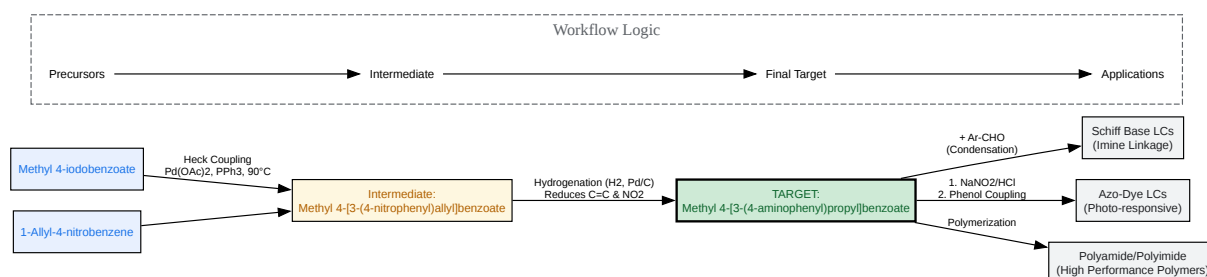 Workflow Logic
Precursors
Intermediate
Final Target
Applications
Methyl 4-iodobenzoate
1-Allyl-4-nitrobenzene
Heck Coupling
Pd(OAc)2, PPh3, 90°C
Intermediate:
Methyl 4-[3-(4-nitrophenyl)allyl]benzoate
Hydrogenation (H2, Pd/C)
Reduces C=C & NO2
TARGET:
Methyl 4-[3-(4-aminophenyl)propyl]benzoate
+ Ar-CHO
(Condensation)
1. NaNO2/HCl
2. Phenol Coupling
Polymerization
Schiff Base LCs
(Imine Linkage)
Azo-Dye LCs
(Photo-responsive)
Polyamide/Polyimide
(High Performance Polymers)